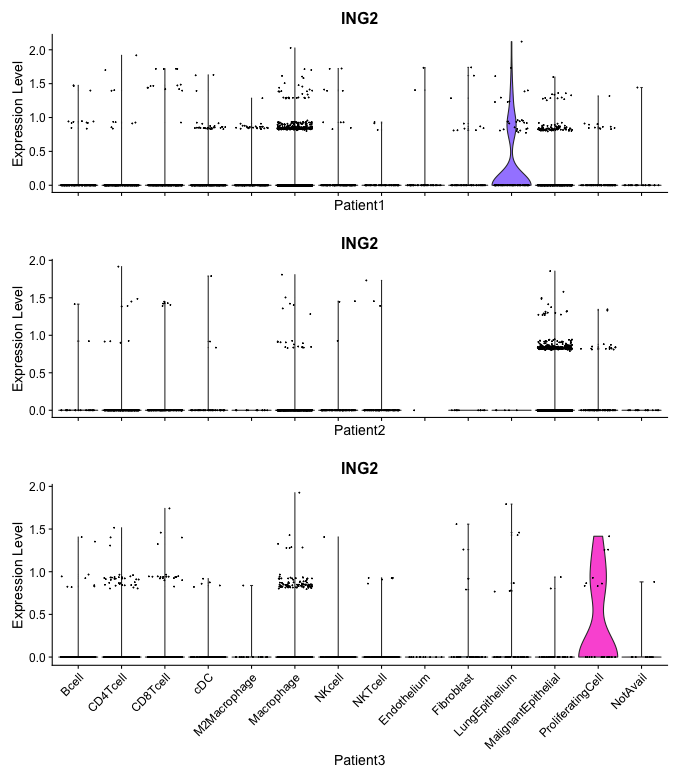 ING2
Expression Level
2.0
1.5
1.0
0.5
0.0
Patient1
ING2
Expression Level
2.0
1.5
1.0
0.5
0.0
Patient2
ING2
Expression Level
2.0
1.5
1.0
0.5
0.0
Bcell
CD4Tcell
CD8Tcell
cDC
M2Macrophage
Macrophage
NKcell
NKTcell
Endothelium
Fibroblast
LungEpithelium
MalignantEpithelial
ProliferatingCell
NotAvail
Patient3